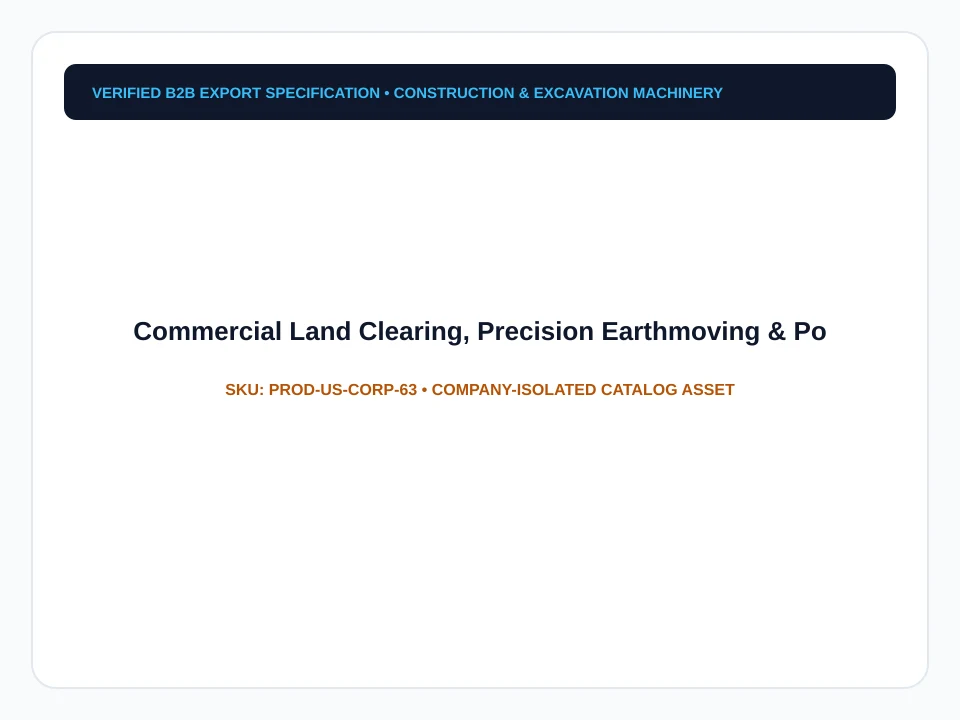 VERIFIED B2B EXPORT SPECIFICATION • CONSTRUCTION & EXCAVATION MACHINERY
Commercial Land Clearing, Precision Earthmoving & Po
SKU: PROD-US-CORP-63 • COMPANY-ISOLATED CATALOG ASSET